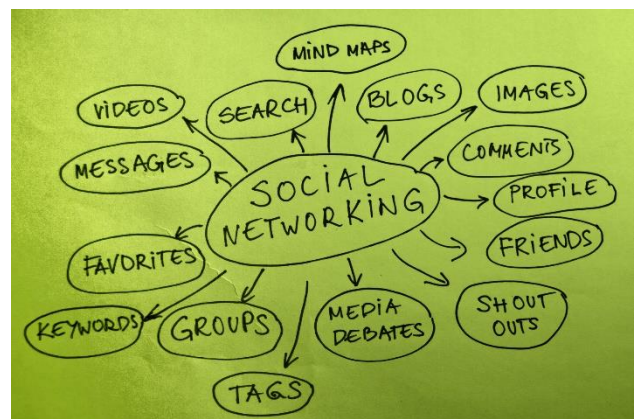 MIND MAPS
VIDEOS
SEARCH
BLOGS
IMAGES
MESSAGES
COMMENTS
SOCIAL
NETWORKING
PROFILE
FAVORITES
FRIENDS
KEYWORDS
GROUPS
MEDIA
DEBATES
SHOUT
OUTS
TAGS